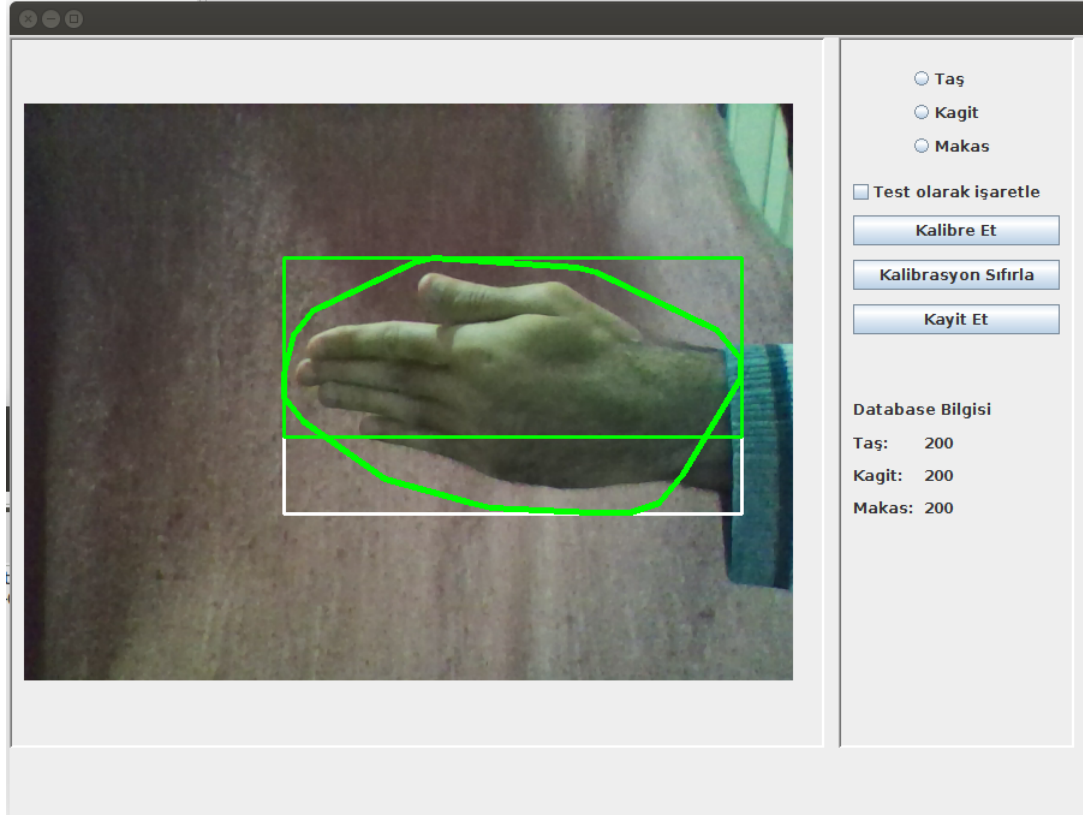 Taş
Kagit
Makas
Test olarak işaretle
Kalibre Et
Kalibrasyon Sıfırla
Kayit Et
Database Bilgisi
Taş: 200
Kagit: 200
Makas: 200